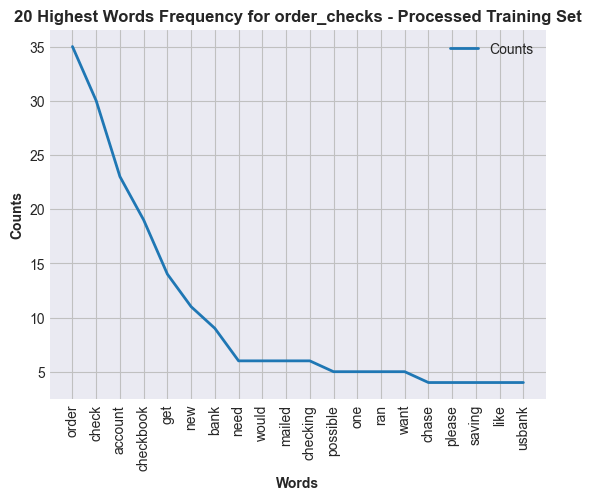 20 Highest Words Frequency for order_checks - Processed Training Set
Counts
35
30
25
20
15
10
5
Counts
order
check
account
checkbook
get
new
bank
need
would
mailed
checking
possible
one
ran
want
chase
please
saving
like
usbank
Words